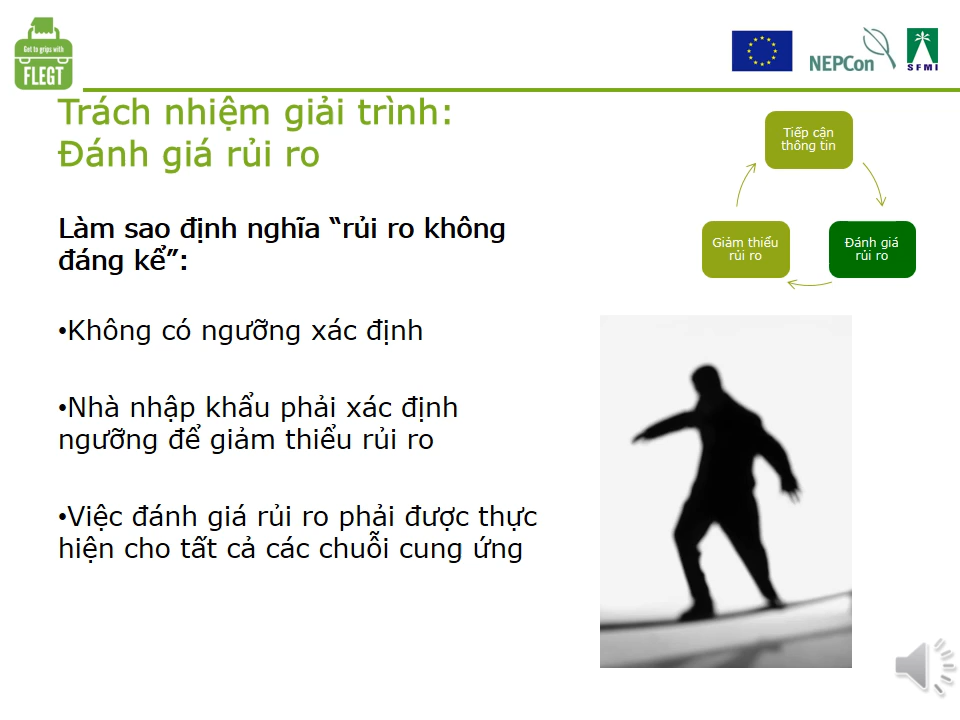 Get to grips with
FLEGT
NEPCon
SFMI
Trách nhiệm giải trình:
Đánh giá rủi ro
Tiếp cận
thông tin
Giảm thiểu
rủi ro
Đánh giá
rủi ro
Làm sao định nghĩa “rủi ro không
đáng kể”:
•Không có ngưỡng xác định
•Nhà nhập khẩu phải xác định
ngưỡng để giảm thiểu rủi ro
•Việc đánh giá rủi ro phải được thực
hiện cho tất cả các chuỗi cung ứng